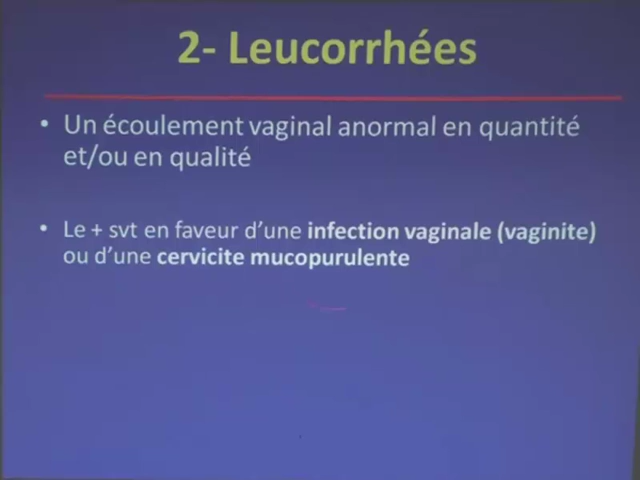 2- Leucorrhées
• Un écoulement vaginal anormal en quantité
et/ou en qualité
• Le + svt en faveur d'une infection vaginale (vaginite)
ou d'une cervicite mucopurulente